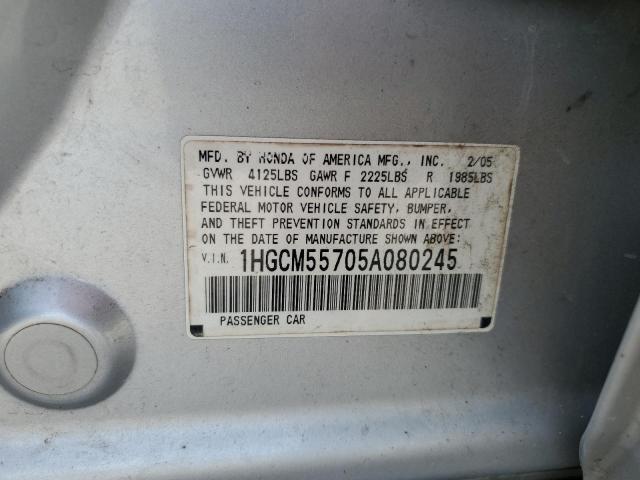 MFD. BY HONDA OF AMERICA MFG., INC. 2/05
GVWR 4125LBS GAWR F 2225LBS R 1985LBS
THIS VEHICLE CONFORMS TO ALL APPLICABLE
FEDERAL MOTOR VEHICLE SAFETY, BUMPER,
AND THEFT PREVENTION STANDARDS IN EFFECT
ON THE DATE OF MANUFACTURE SHOWN ABOVE:
V.I.N. 1HGCM55705A080245
PASSENGER CAR